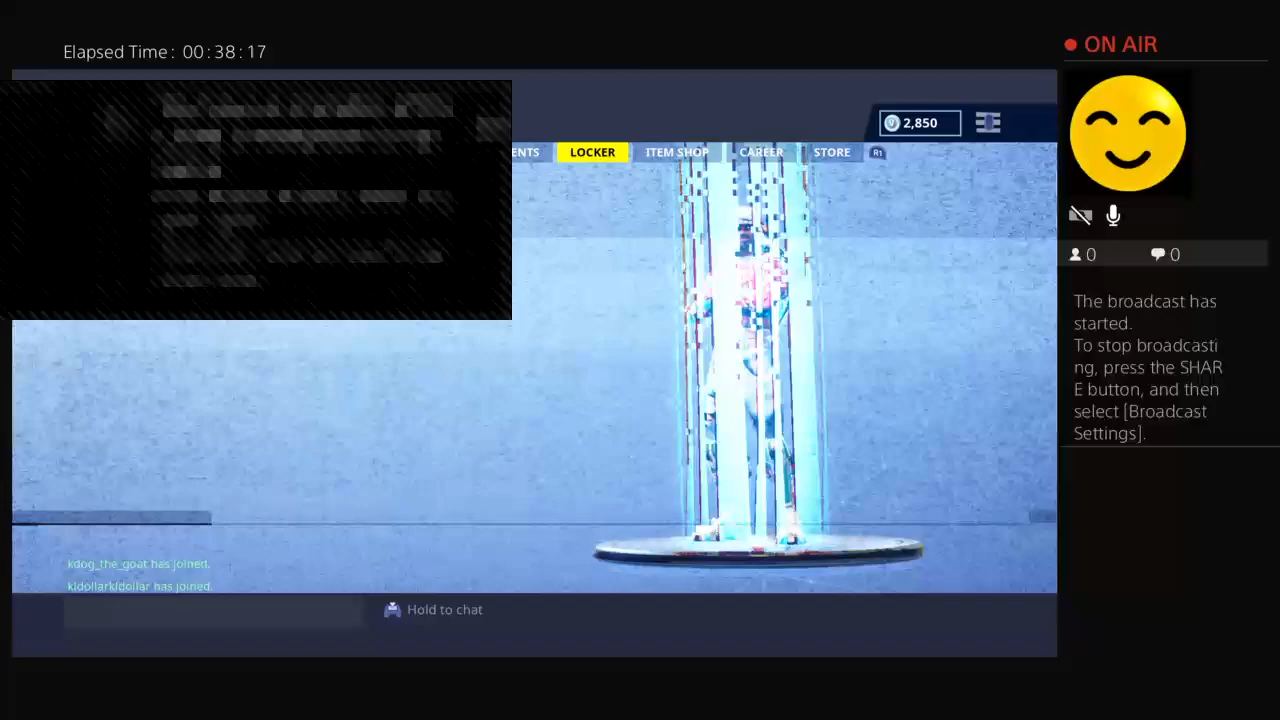 Elapsed Time: 00:38:17
ON AIR
2,850
ENTS LOCKER ITEM SHOP CAREER STORE R1
0 0
The broadcast has
started.
To stop broadcasti
ng, press the SHAR
E button, and then
select [Broadcast
Settings].
kdog_the_goat has joined.
kldollarkldollar has joined.
Hold to chat